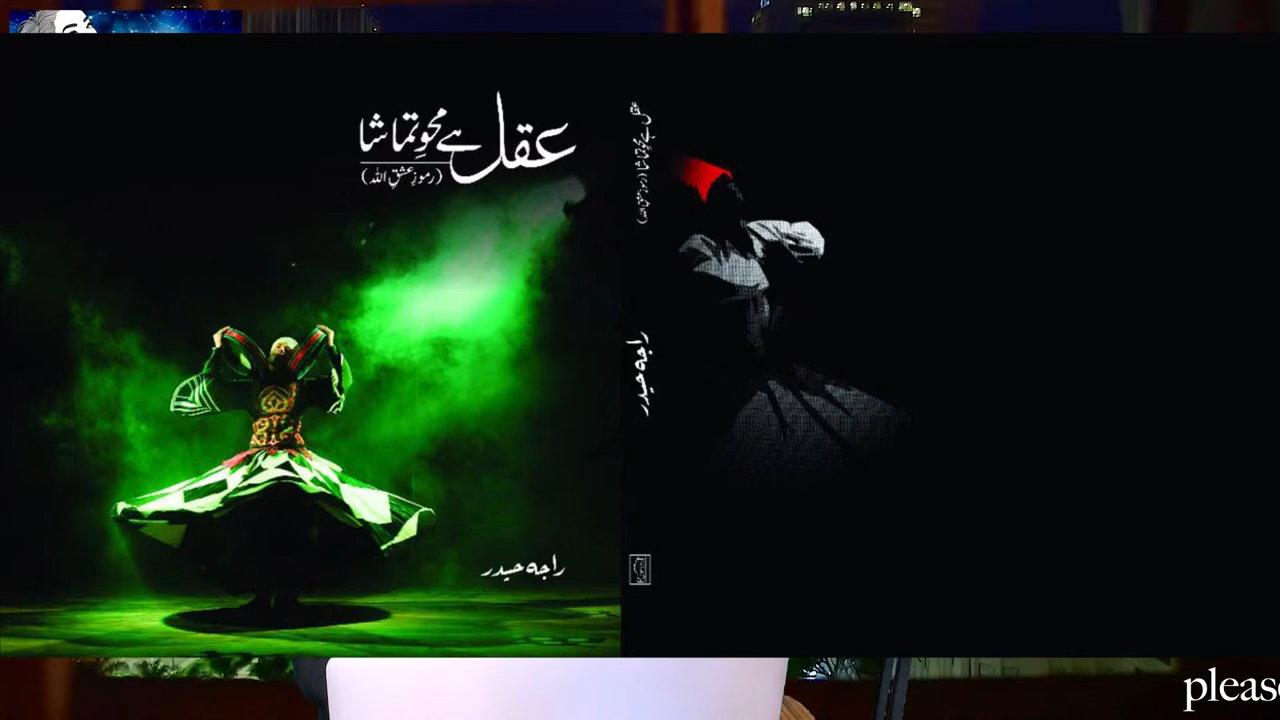 عقل ہے محوِ تماشا
(رموزِ عشقِ اللہ)
راجہ حیدر
عقل ہے محوِ تماشا (رموزِ عشقِ اللہ)
راجہ حیدر
please